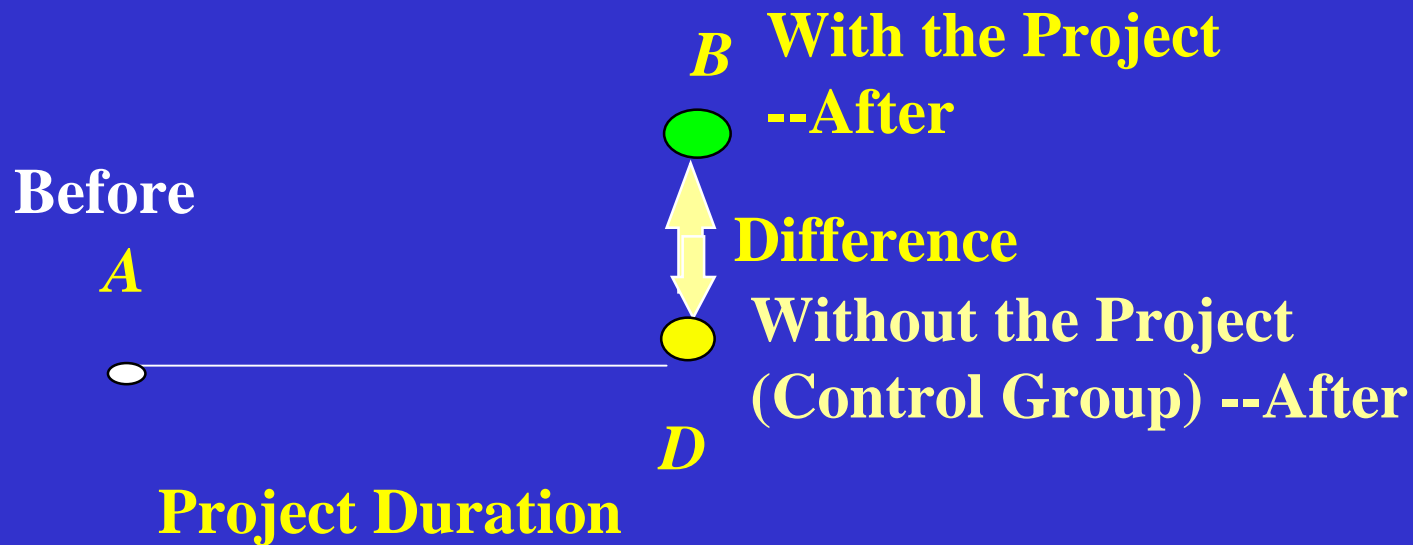 B
With the Project
--After
Before
A
Difference
Without the Project
(Control Group) --After
D
Project Duration